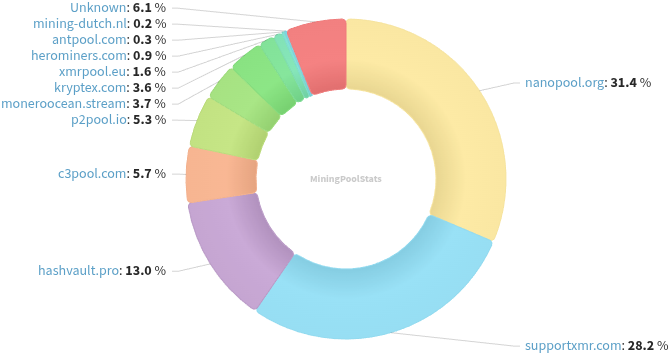 Unknown: 6.1 %
mining-dutch.nl: 0.2 %
antpool.com: 0.3 %
herominers.com: 0.9 %
xmrpool.eu: 1.6 %
kryptex.com: 3.6 %
moneroocean.stream: 3.7 %
p2pool.io: 5.3 %
c3pool.com: 5.7 %
hashvault.pro: 13.0 %
MiningPoolStats
nanopool.org: 31.4 %
supportxmr.com: 28.2 %